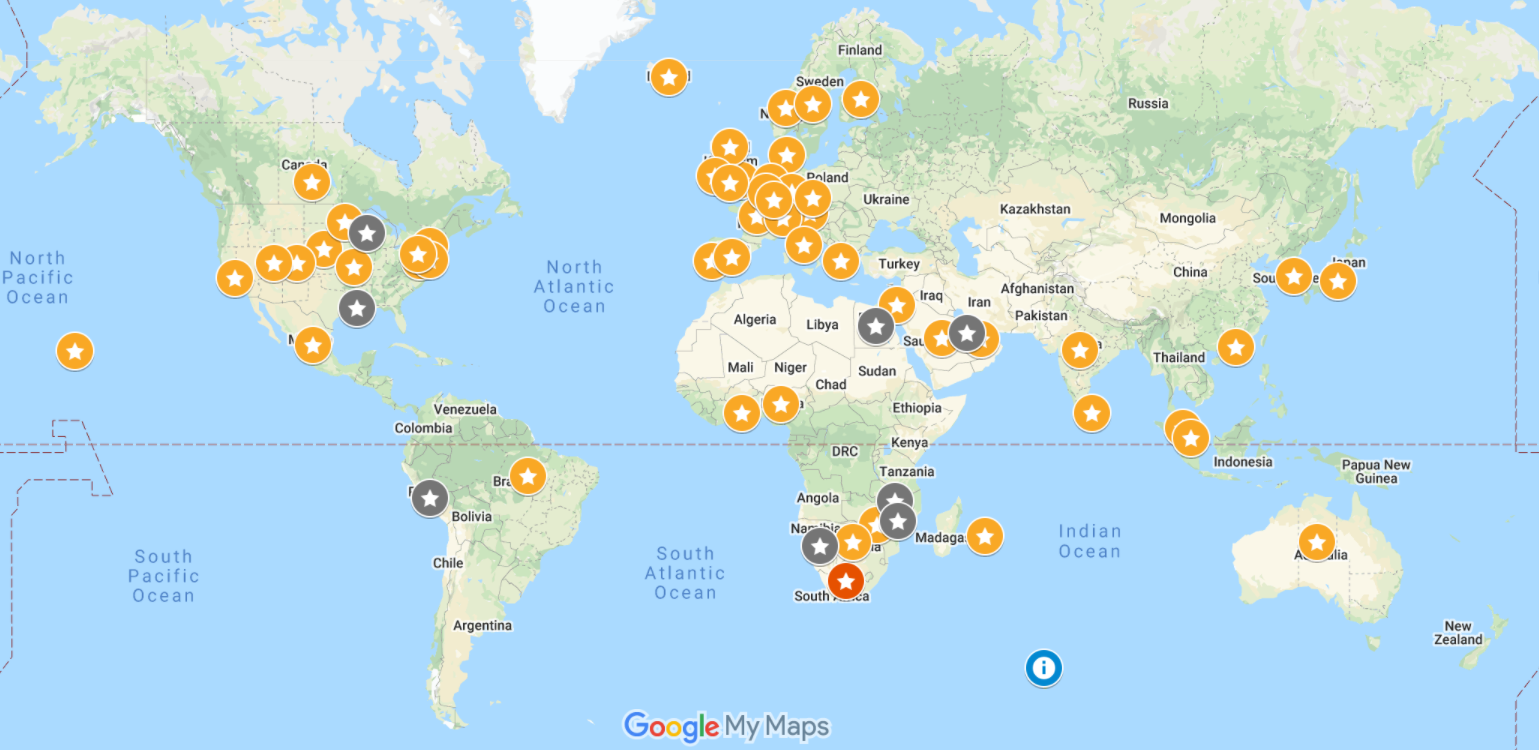 Finland
Sweden
Russia
Canada
Poland
Ukraine
Kazakhstan
Mongolia
North
Pacific
Ocean
North
Atlantic
Ocean
Turkey
China
Japan
Iraq
Iran
Afghanistan
Pakistan
Algeria
Libya
Thailand
Mali
Niger
Chad
Sudan
Venezuela
Colombia
Ethiopia
DRC
Kenya
Tanzania
Indonesia
Papua New
Guinea
Angola
Bolivia
Namibia
Madaga
Indian
Ocean
South
Pacific
Ocean
Chile
South
Atlantic
Ocean
South Africa
Argentina
New
Zealand
Google My Maps